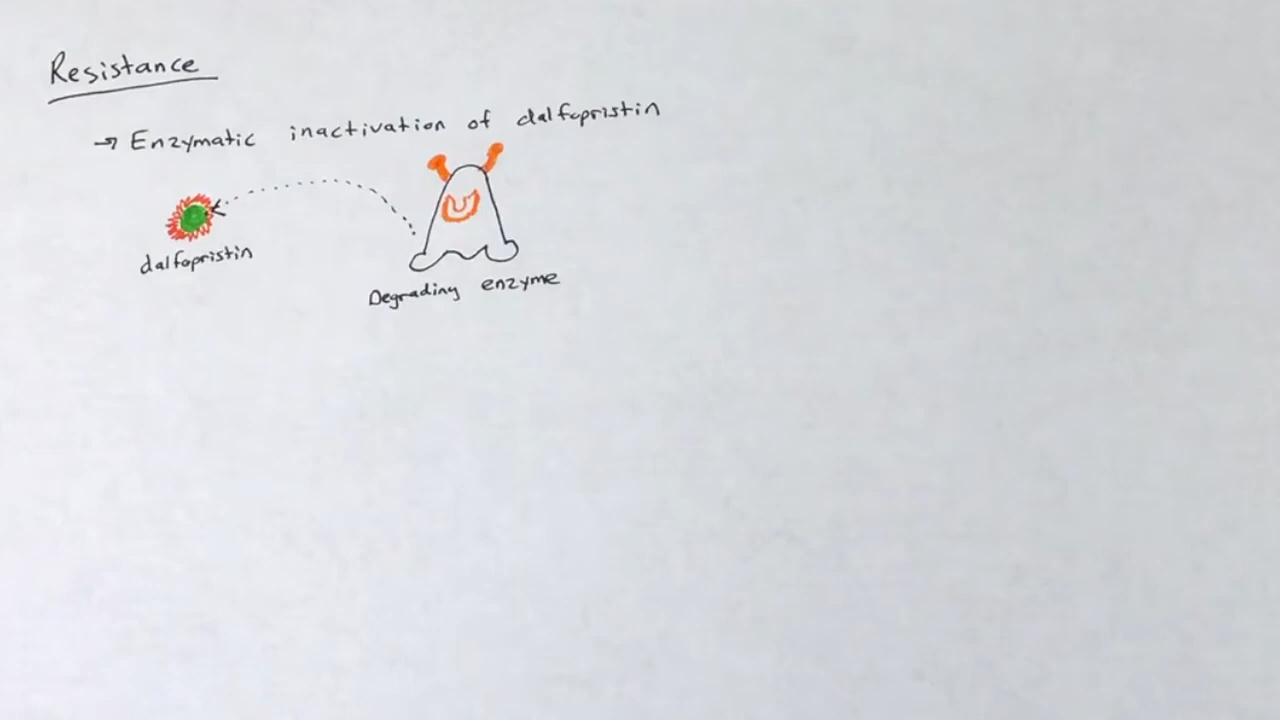 Resistance
→ Enzymatic inactivation of dalfopristin
dalfopristin
Degrading enzyme